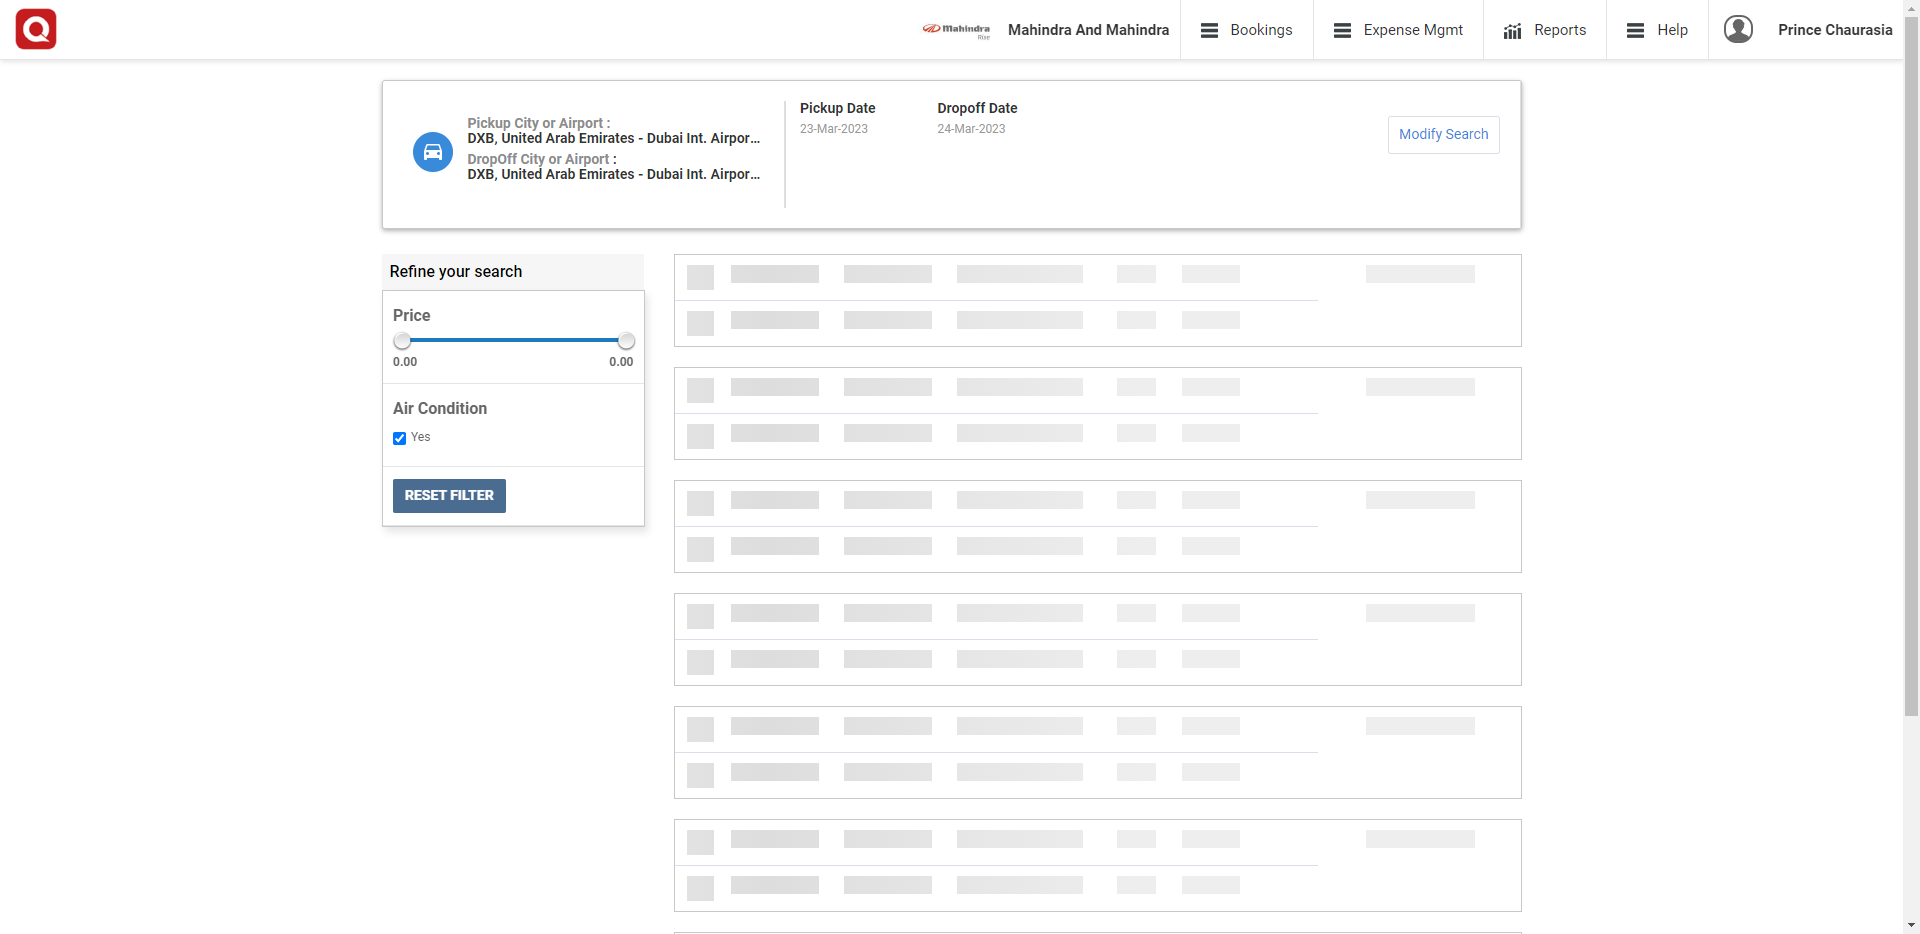 Q
Mahindra
Rise
Mahindra And Mahindra
Bookings
Expense Mgmt
Reports
Help
Prince Chaurasia
Pickup City or Airport :
DXB, United Arab Emirates - Dubai Int. Airpor...
DropOff City or Airport :
DXB, United Arab Emirates - Dubai Int. Airpor...
Pickup Date
23-Mar-2023
Dropoff Date
24-Mar-2023
Modify Search
Refine your search
Price
0.00 0.00
Air Condition
Yes
RESET FILTER